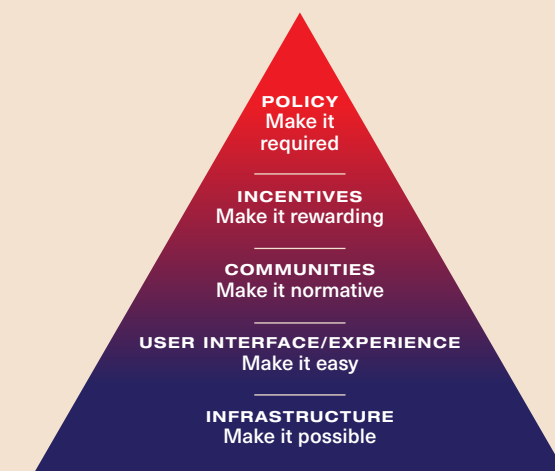 POLICY
Make it
required
INCENTIVES
Make it rewarding
COMMUNITIES
Make it normative
USER INTERFACE/EXPERIENCE
Make it easy
INFRASTRUCTURE
Make it possible